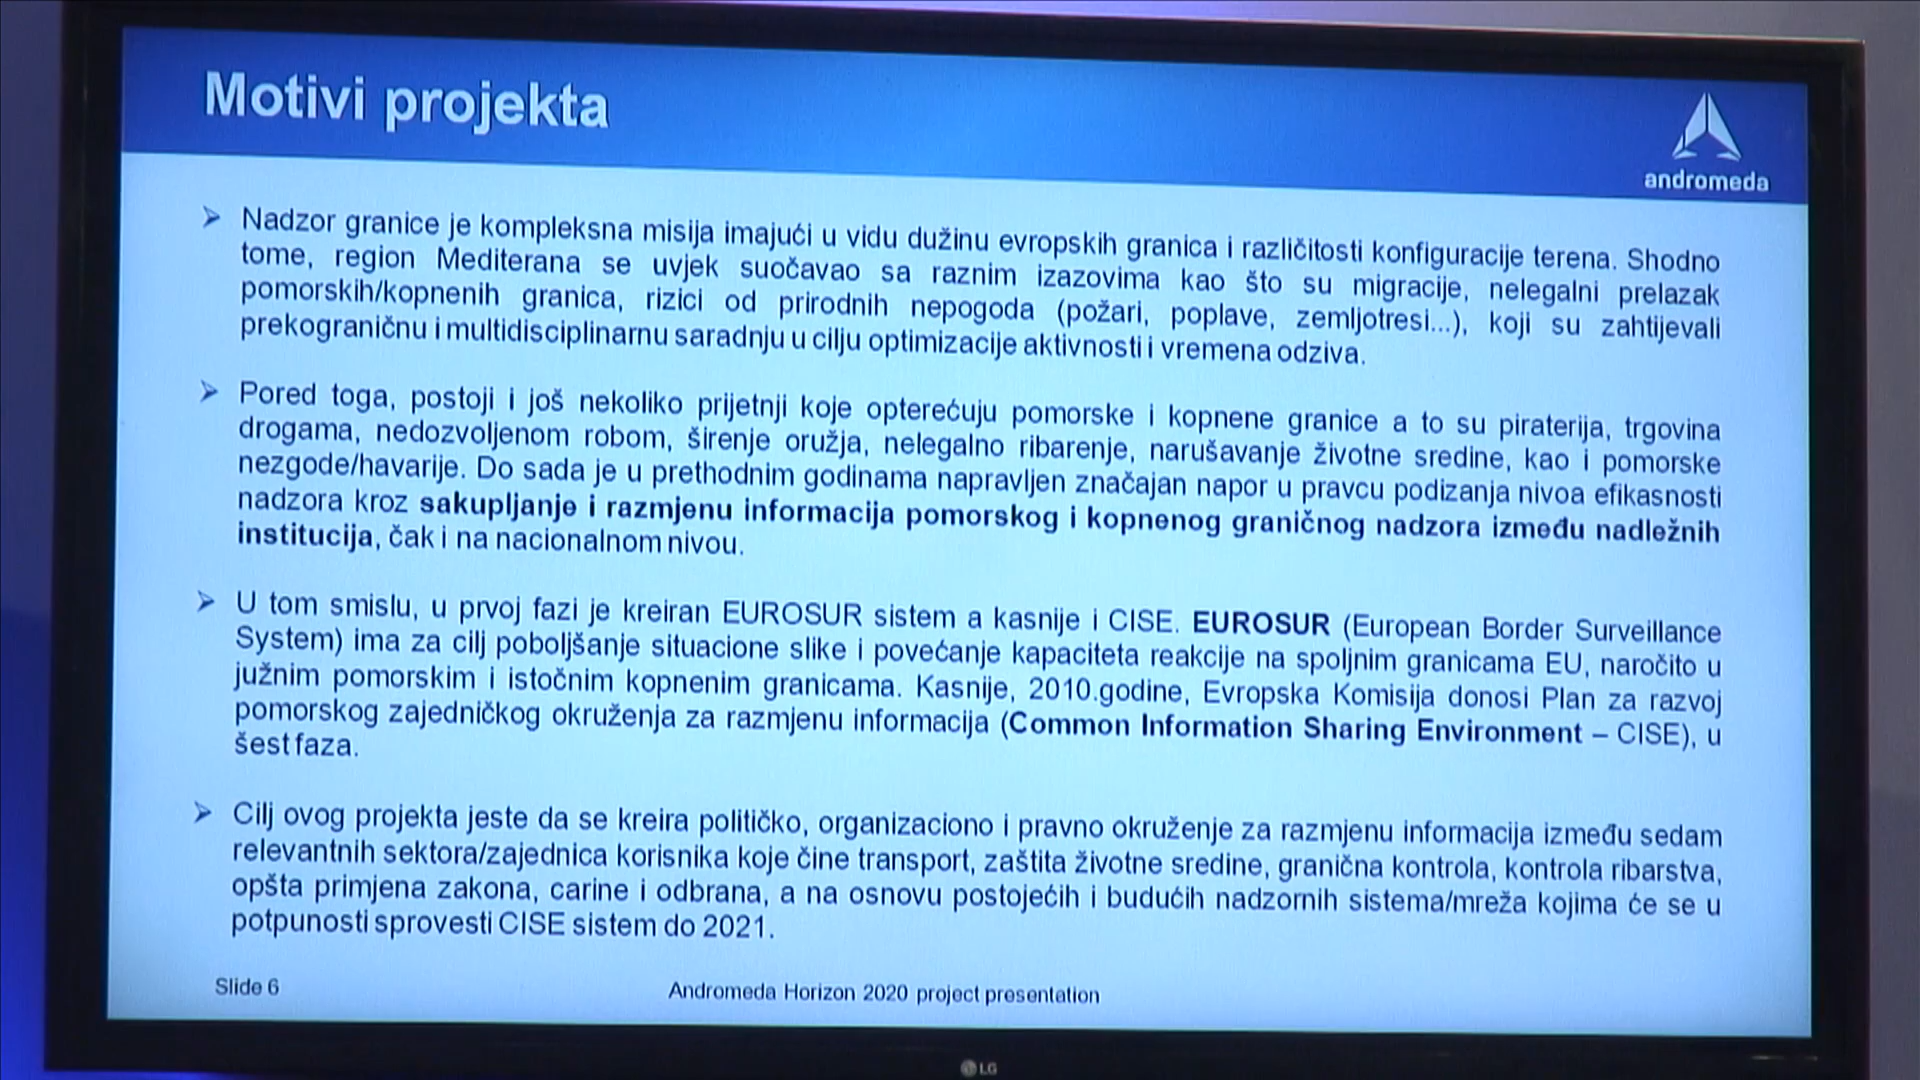 Motivi projekta
andromeda
➢ Nadzor granice je kompleksna misija imajući u vidu dužinu evropskih granica i različitosti konfiguracije terena. Shodno
tome, region Mediterana se uvjek suočavao sa raznim izazovima kao što su migracije, nelegalni prelazak
pomorskih/kopnenih granica, rizici od prirodnih nepogoda (požari, poplave, zemljotresi...), koji su zahtijevali
prekograničnu i multidisciplinarnu saradnju u cilju optimizacije aktivnosti i vremena odziva.
➢ Pored toga, postoji i još nekoliko prijetnji koje opterećuju pomorske i kopnene granice a to su piraterija, trgovina
drogama, nedozvoljenom robom, širenje oružja, nelegalno ribarenje, narušavanje životne sredine, kao i pomorske
nezgode/havarije. Do sada je u prethodnim godinama napravljen značajan napor u pravcu podizanja nivoa efikasnosti
nadzora kroz sakupljanje i razmjenu informacija pomorskog i kopnenog graničnog nadzora između nadležnih
institucija, čak i na nacionalnom nivou.
➢ U tom smislu, u prvoj fazi je kreiran EUROSUR sistem a kasnije i CISE. EUROSUR (European Border Surveillance
System) ima za cilj poboljšanje situacione slike i povećanje kapaciteta reakcije na spoljnim granicama EU, naročito u
južnim pomorskim i istočnim kopnenim granicama. Kasnije, 2010.godine, Evropska Komisija donosi Plan za razvoj
pomorskog zajedničkog okruženja za razmjenu informacija (Common Information Sharing Environment – CISE), u
šest faza.
➢ Cilj ovog projekta jeste da se kreira političko, organizaciono i pravno okruženje za razmjenu informacija između sedam
relevantnih sektora/zajednica korisnika koje čine transport, zaštita životne sredine, granična kontrola, kontrola ribarstva,
opšta primjena zakona, carine i odbrana, a na osnovu postojećih i budućih nadzornih sistema/mreža kojima će se u
potpunosti sprovesti CISE sistem do 2021.
Slide 6
Andromeda Horizon 2020 project presentation
LG